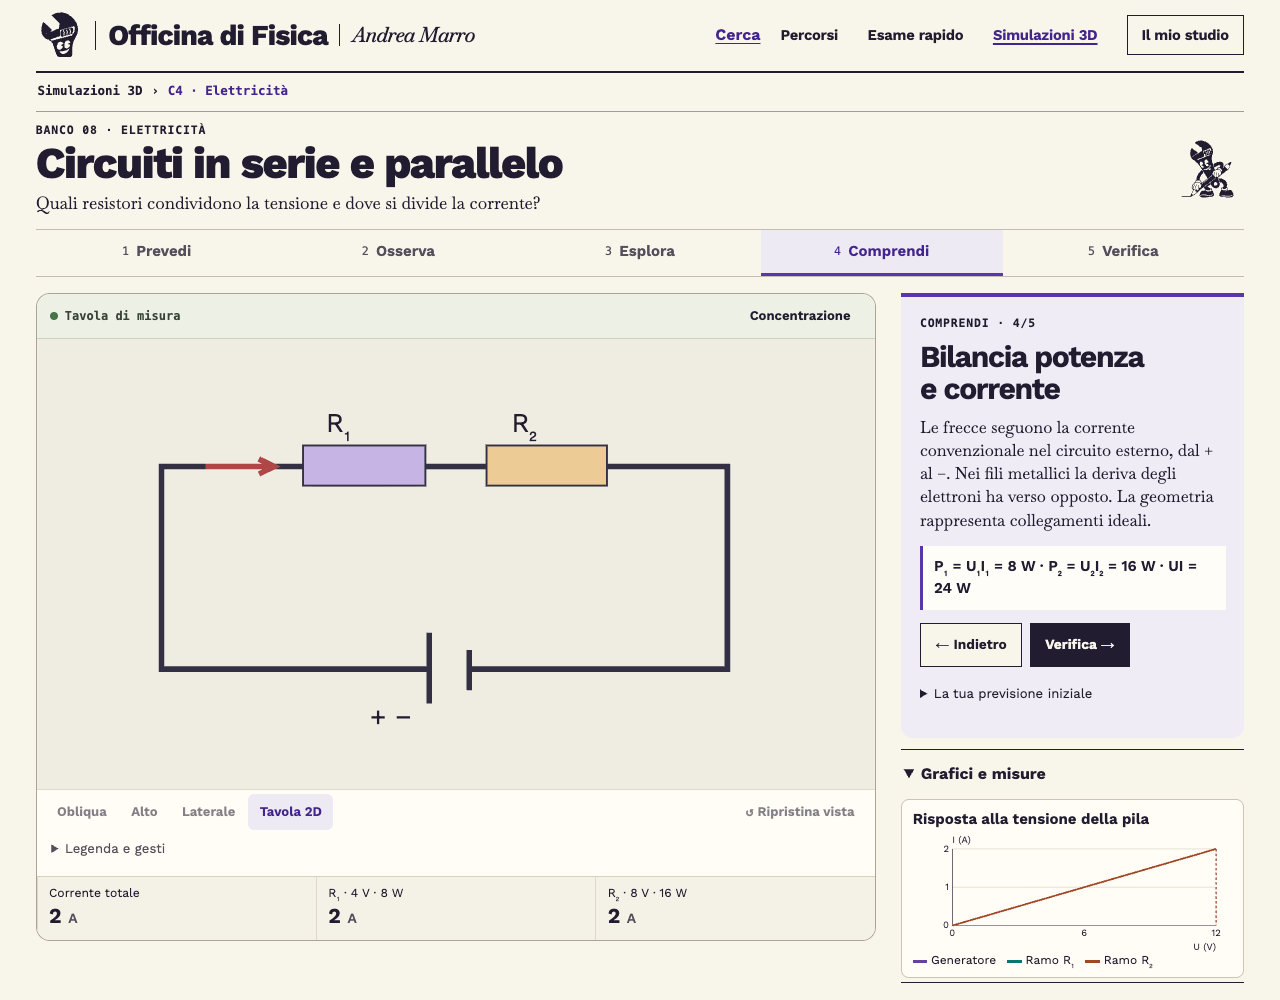 Officina di Fisica
Andrea Marro
Cerca
Percorsi
Esame rapido
Simulazioni 3D
Il mio studio
Simulazioni 3D › C4 · Elettricità
BANCO 08 · ELETTRICITÀ
Circuiti in serie e parallelo
Quali resistori condividono la tensione e dove si divide la corrente?
1 Prevedi
2 Osserva
3 Esplora
4 Comprendi
5 Verifica
Tavola di misura
Concentrazione
R₁
R₂
+ −
Obliqua
Alto
Laterale
Tavola 2D
↺ Ripristina vista
▶ Legenda e gesti
Corrente totale
2 A
R₁ · 4 V · 8 W
2 A
R₂ · 8 V · 16 W
2 A
COMPRENDI · 4/5
Bilancia potenza
e corrente
Le frecce seguono la corrente
convenzionale nel circuito esterno, dal +
al −. Nei fili metallici la deriva degli
elettroni ha verso opposto. La geometria
rappresenta collegamenti ideali.
P₁ = U₁I₁ = 8 W · P₂ = U₂I₂ = 16 W · UI =
24 W
← Indietro
Verifica →
▶ La tua previsione iniziale
▼ Grafici e misure
Risposta alla tensione della pila
I (A)
2
1
0
0
6
12
U (V)
Generatore
Ramo R₁
Ramo R₂